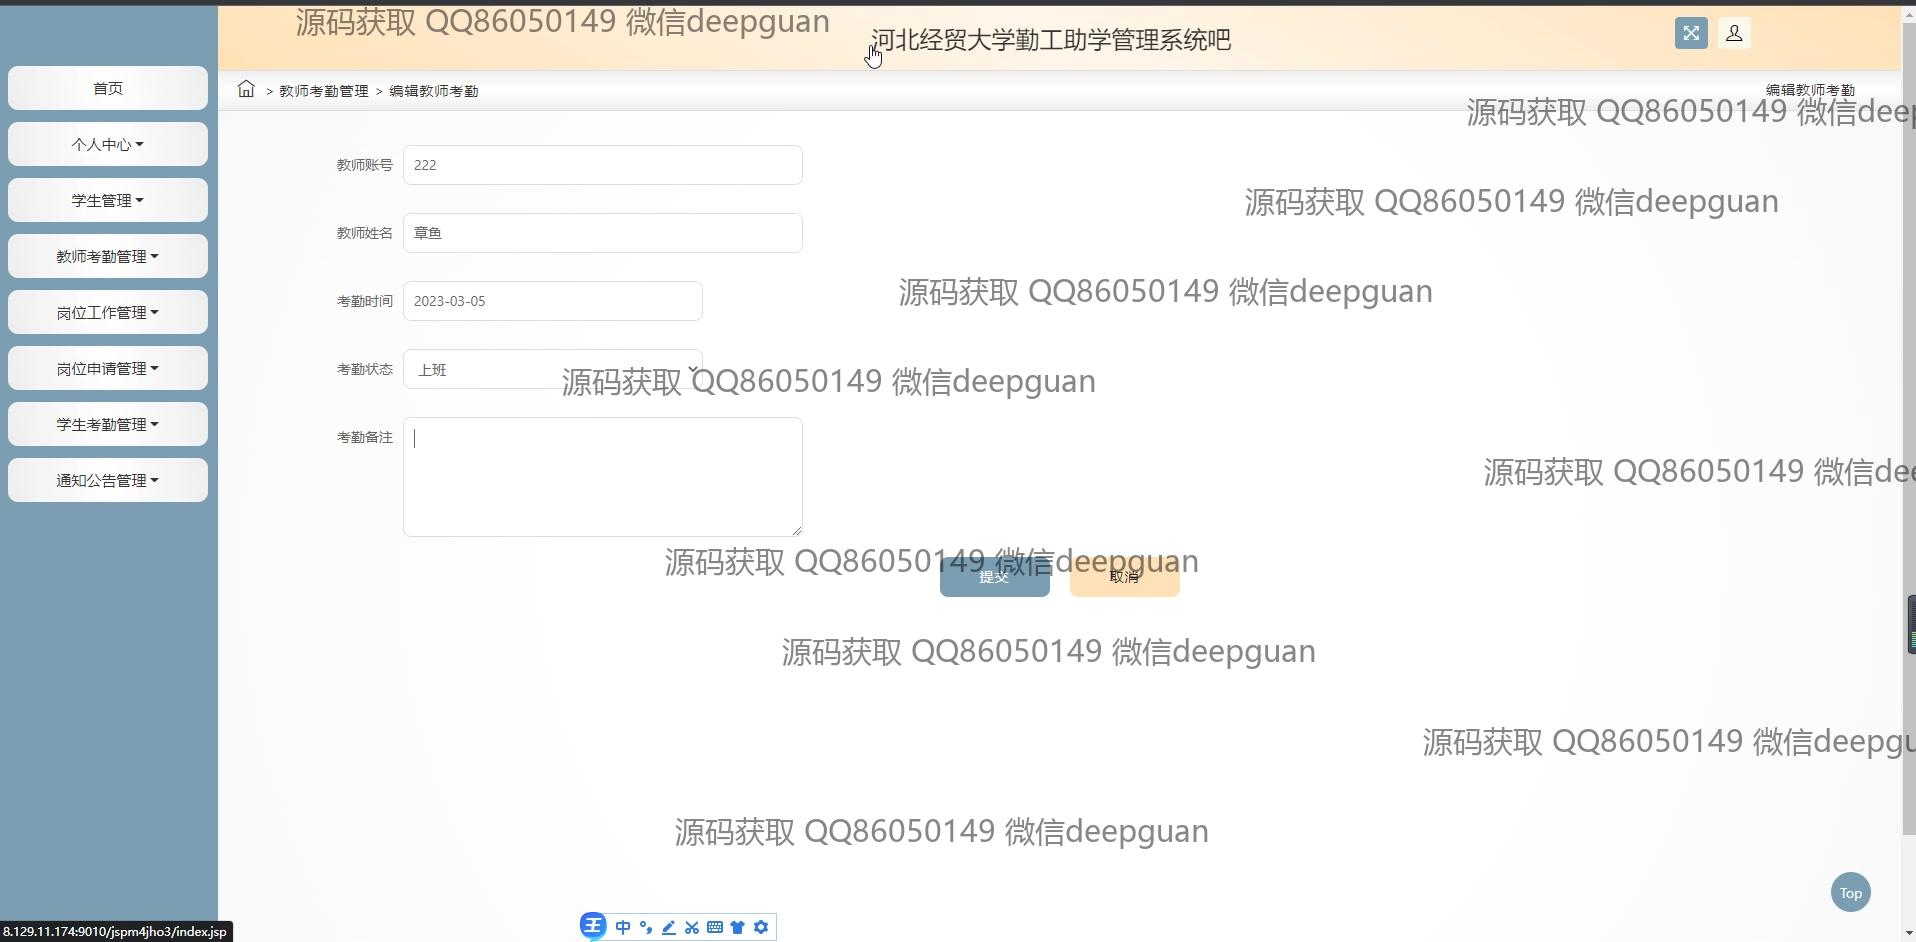 源码获取 QQ86050149 微信deepguan
河北经贸大学勤工助学管理系统吧
首页
个人中心
学生管理
教师考勤管理
岗位工作管理
岗位申请管理
学生考勤管理
通知公告管理
> 教师考勤管理 > 编辑教师考勤
编辑教师考勤
源码获取 QQ86050149 微信deep
教师账号 222
源码获取 QQ86050149 微信deepguan
教师姓名 章鱼
源码获取 QQ86050149 微信deepguan
考勤时间 2023-03-05
考勤状态 上班
源码获取 QQ86050149 微信deepguan
考勤备注
源码获取 QQ86050149 微信dee
源码获取 QQ86050149 微信deepguan
提交 取消
源码获取 QQ86050149 微信deepguan
源码获取 QQ86050149 微信deepgu
源码获取 QQ86050149 微信deepguan
Top
王 中
8.129.11.174:9010/jspm4jho3/index.jsp